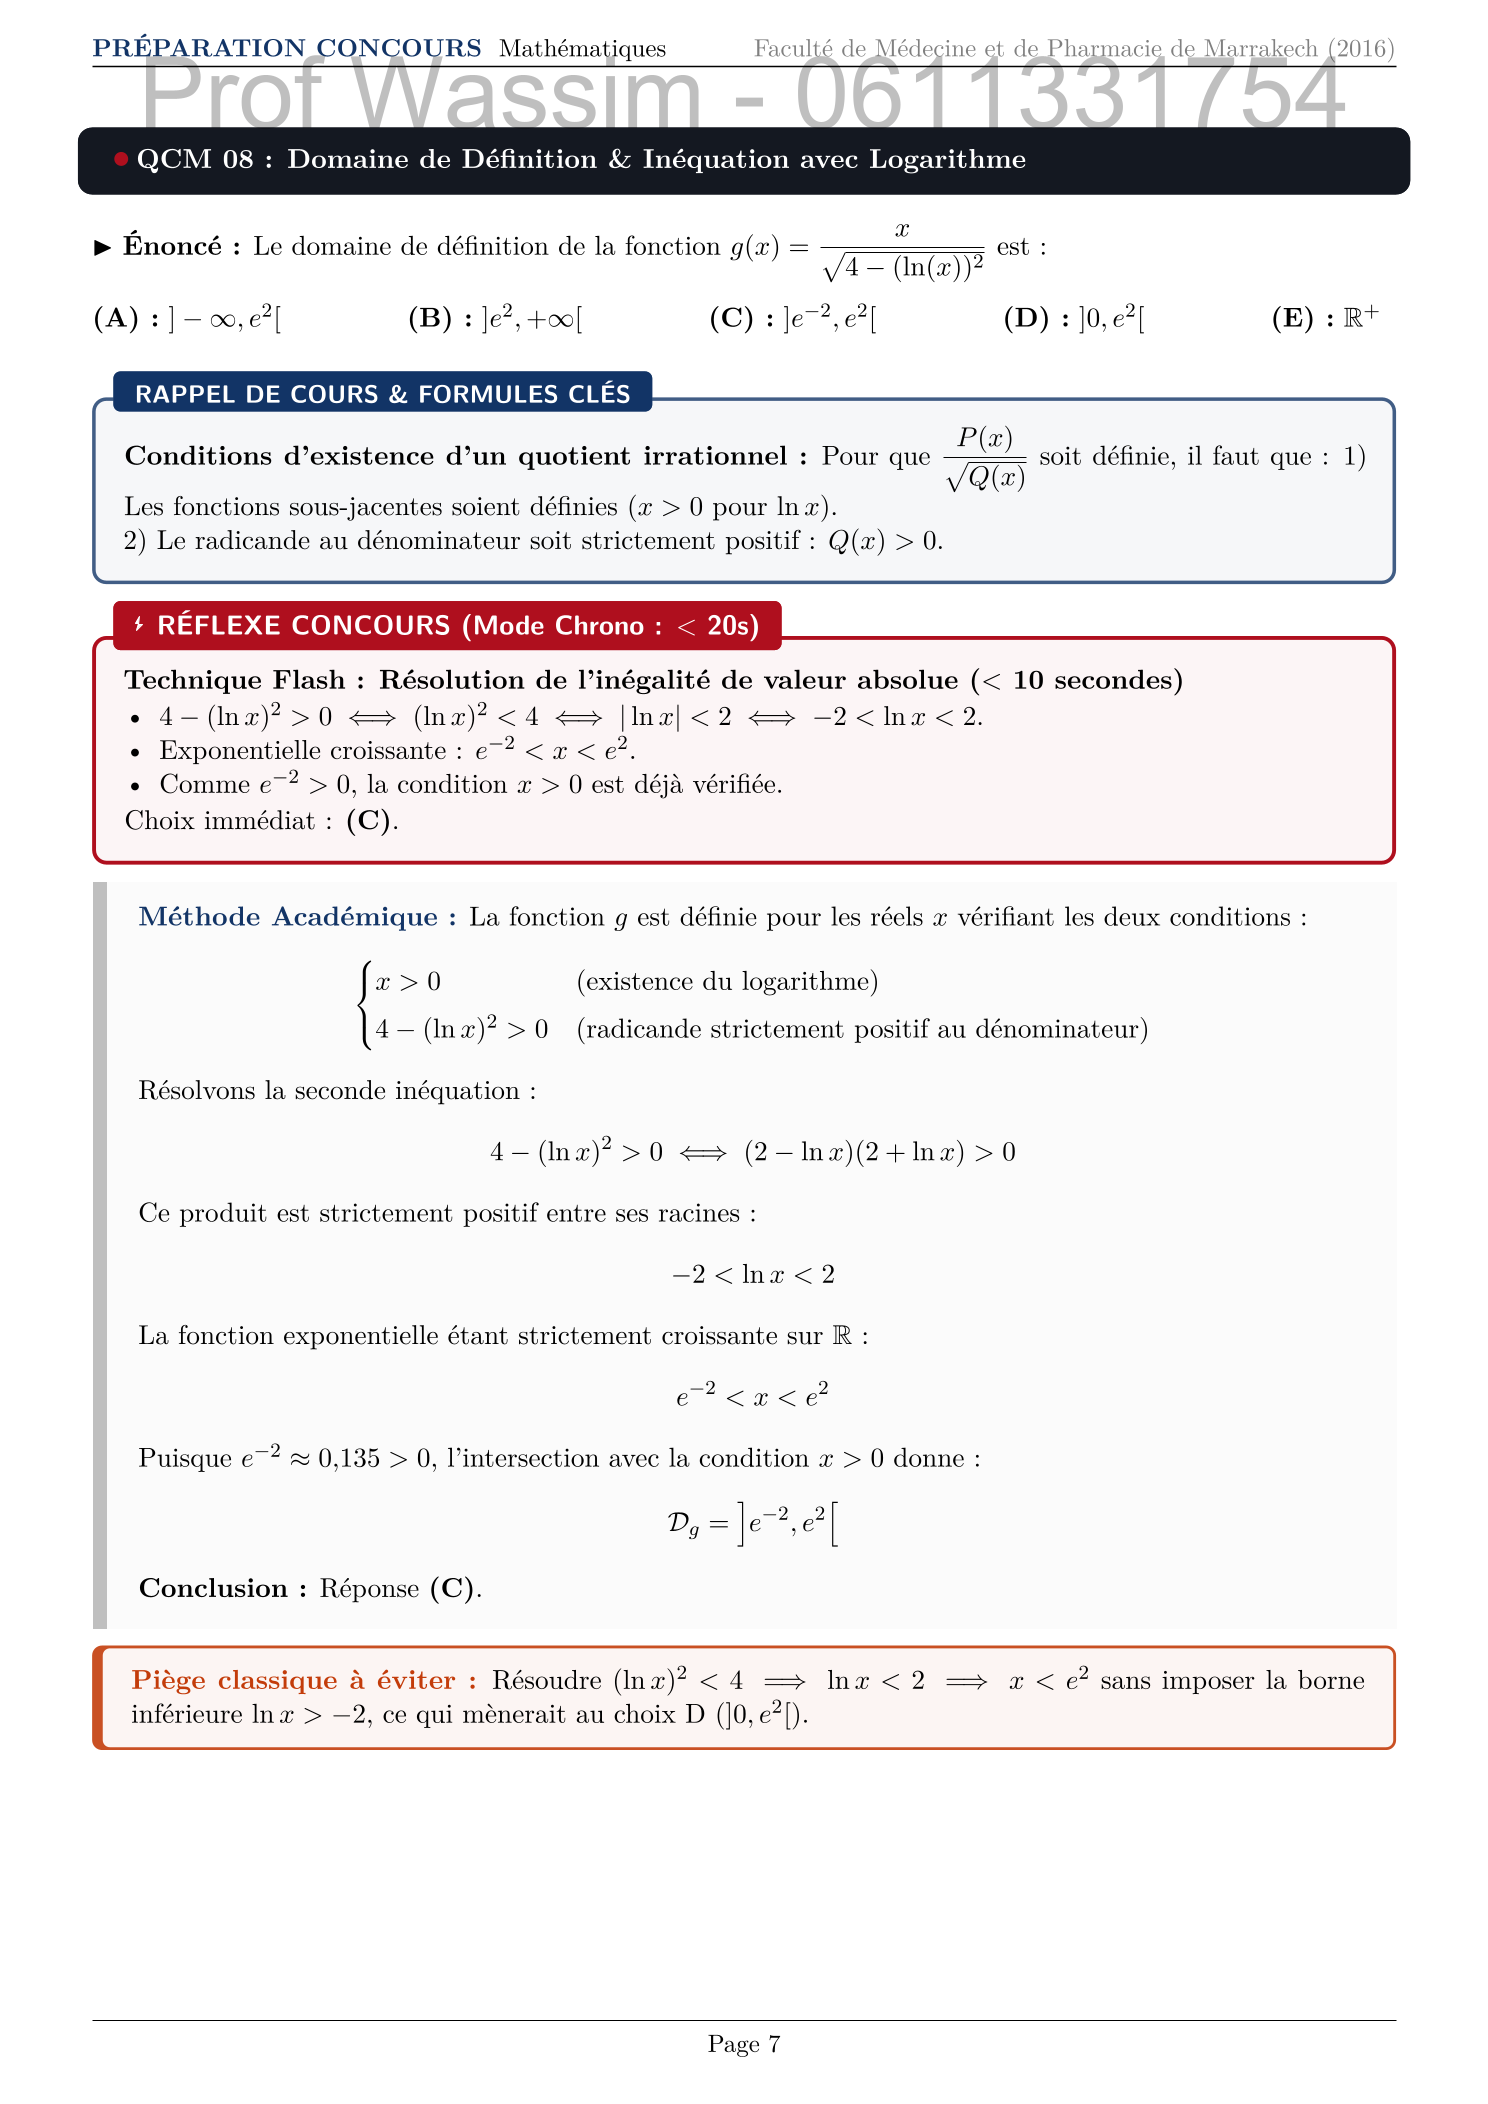 PRÉPARATION CONCOURS Mathématiques Faculté de Médecine et de Pharmacie de Marrakech (2016)
Prof Wassim - 0611331754
● QCM 08 : Domaine de Définition & Inéquation avec Logarithme
▶ Énoncé : Le domaine de définition de la fonction g(x) = x / √(4 − (ln(x))²) est :
(A) : ]−∞, e²[ (B) : ]e², +∞[ (C) : ]e⁻², e²[ (D) : ]0, e²[ (E) : ℝ⁺
RAPPEL DE COURS & FORMULES CLÉS
Conditions d'existence d'un quotient irrationnel : Pour que P(x) / √Q(x) soit définie, il faut que : 1)
Les fonctions sous-jacentes soient définies (x > 0 pour ln x).
2) Le radicande au dénominateur soit strictement positif : Q(x) > 0.
⚡ RÉFLEXE CONCOURS (Mode Chrono : < 20s)
Technique Flash : Résolution de l'inégalité de valeur absolue (< 10 secondes)
• 4 − (ln x)² > 0 ⟺ (ln x)² < 4 ⟺ |ln x| < 2 ⟺ −2 < ln x < 2.
• Exponentielle croissante : e⁻² < x < e².
• Comme e⁻² > 0, la condition x > 0 est déjà vérifiée.
Choix immédiat : (C).
Méthode Académique : La fonction g est définie pour les réels x vérifiant les deux conditions :
{ x > 0 (existence du logarithme)
4 − (ln x)² > 0 (radicande strictement positif au dénominateur)
Résolvons la seconde inéquation :
4 − (ln x)² > 0 ⟺ (2 − ln x)(2 + ln x) > 0
Ce produit est strictement positif entre ses racines :
−2 < ln x < 2
La fonction exponentielle étant strictement croissante sur ℝ :
e⁻² < x < e²
Puisque e⁻² ≈ 0,135 > 0, l'intersection avec la condition x > 0 donne :
𝒟g = ]e⁻², e²[
Conclusion : Réponse (C).
Piège classique à éviter : Résoudre (ln x)² < 4 ⟹ ln x < 2 ⟹ x < e² sans imposer la borne
inférieure ln x > −2, ce qui mènerait au choix D (]0, e²[).
Page 7